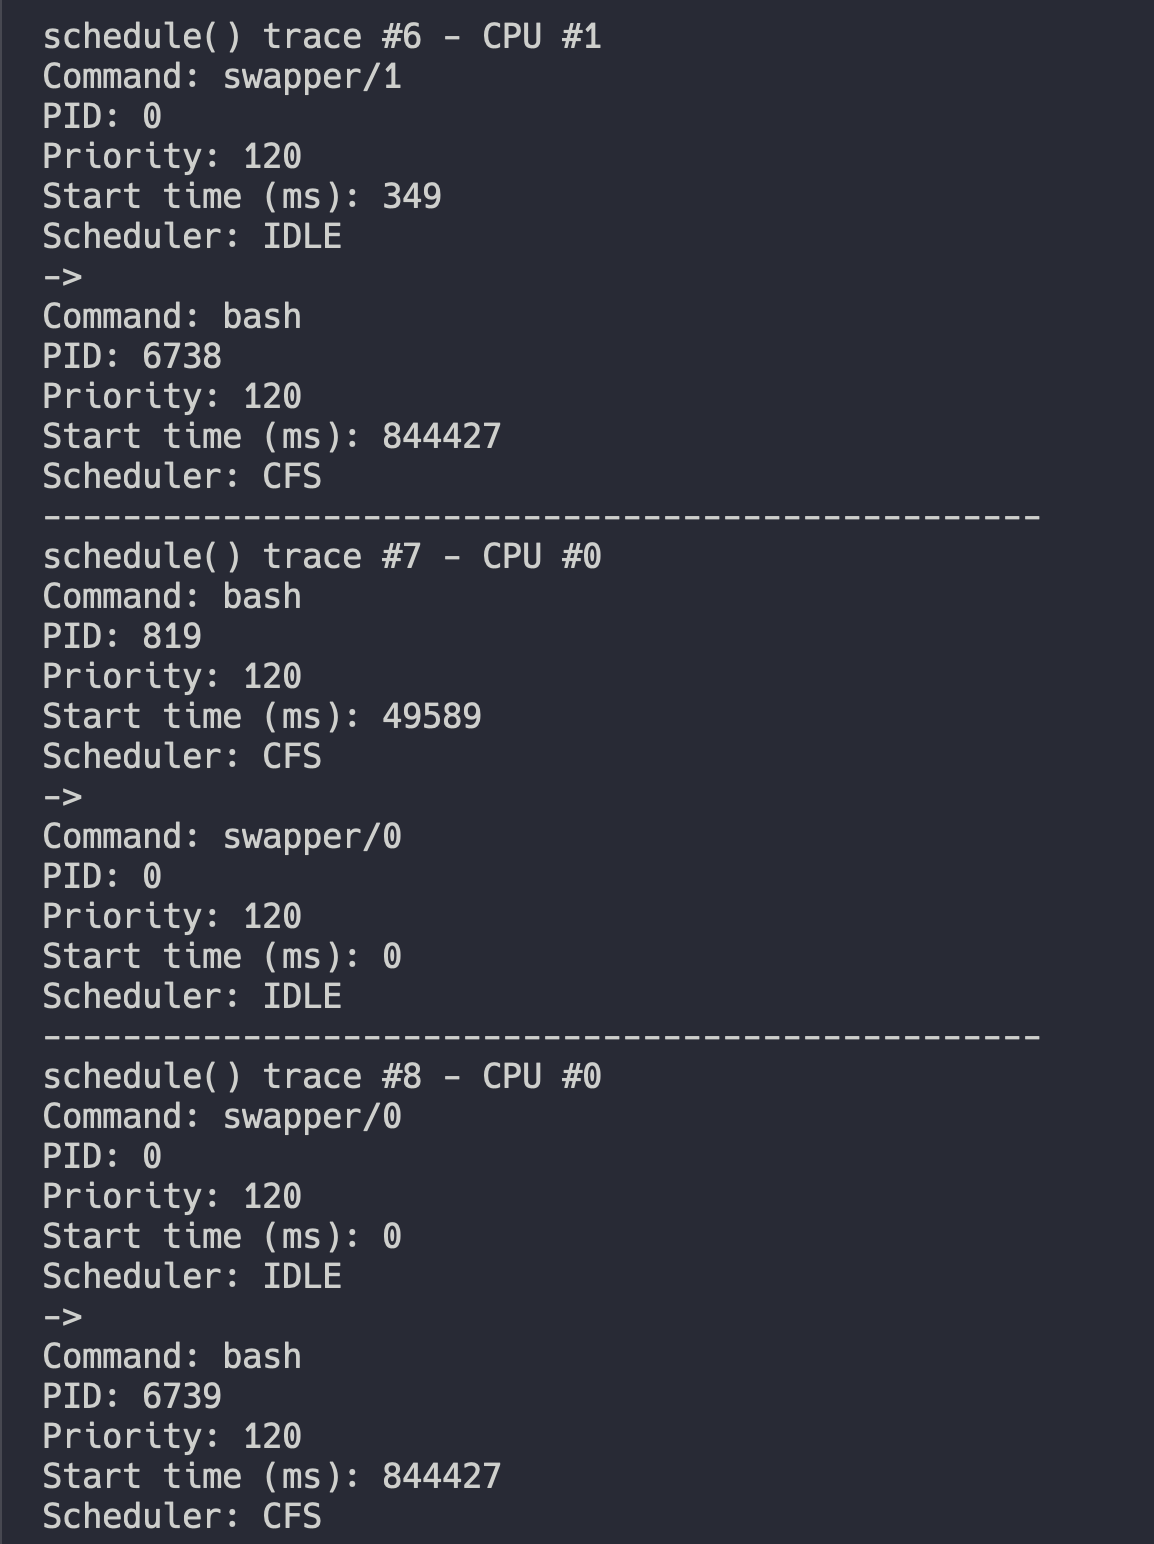 schedule() trace #6 - CPU #1
Command: swapper/1
PID: 0
Priority: 120
Start time (ms): 349
Scheduler: IDLE
->
Command: bash
PID: 6738
Priority: 120
Start time (ms): 844427
Scheduler: CFS
--------------------------------------------------
schedule() trace #7 - CPU #0
Command: bash
PID: 819
Priority: 120
Start time (ms): 49589
Scheduler: CFS
->
Command: swapper/0
PID: 0
Priority: 120
Start time (ms): 0
Scheduler: IDLE
--------------------------------------------------
schedule() trace #8 - CPU #0
Command: swapper/0
PID: 0
Priority: 120
Start time (ms): 0
Scheduler: IDLE
->
Command: bash
PID: 6739
Priority: 120
Start time (ms): 844427
Scheduler: CFS